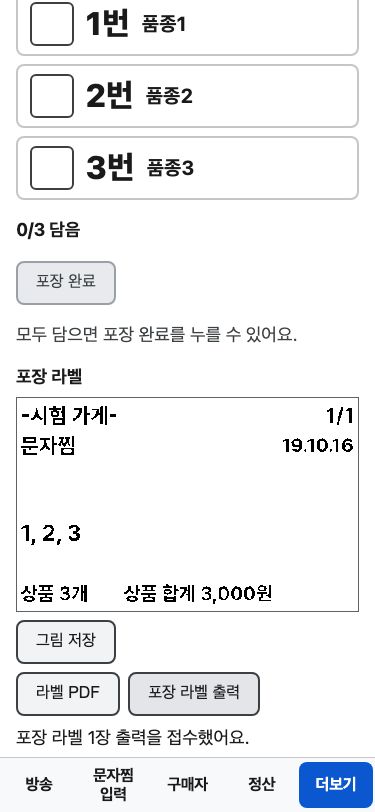 1번 품종1
2번 품종2
3번 품종3
0/3 담음
포장 완료
모두 담으면 포장 완료를 누를 수 있어요.
포장 라벨
-시험 가게- 1/1
문자찜 19.10.16
1, 2, 3
상품 3개 상품 합계 3,000원
그림 저장
라벨 PDF 포장 라벨 출력
포장 라벨 1장 출력을 접수했어요.
방송 문자찜 입력 구매자 정산 더보기